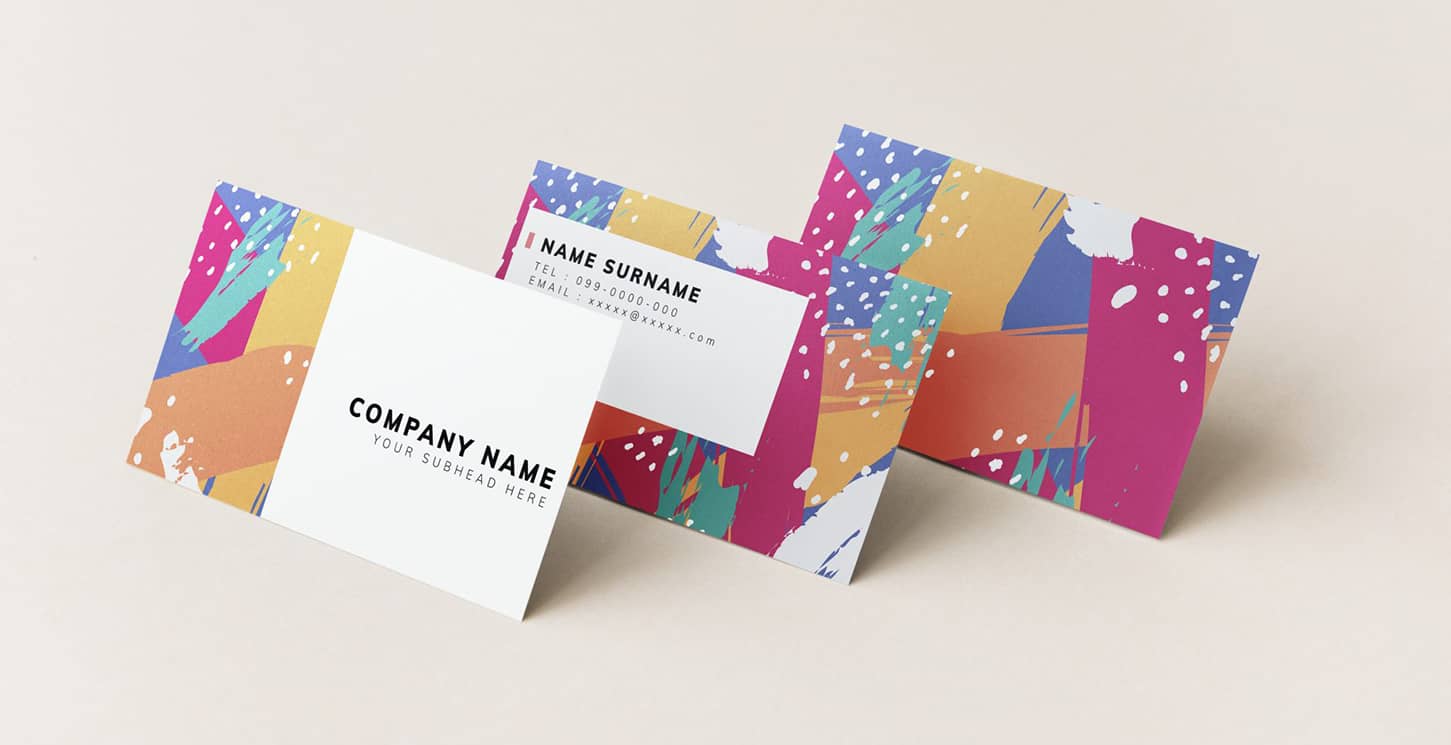 COMPANY NAME
YOUR SUBHEAD HERE
NAME SURNAME
TEL : 099-0000-000
EMAIL : xxxxx@xxxxx.com